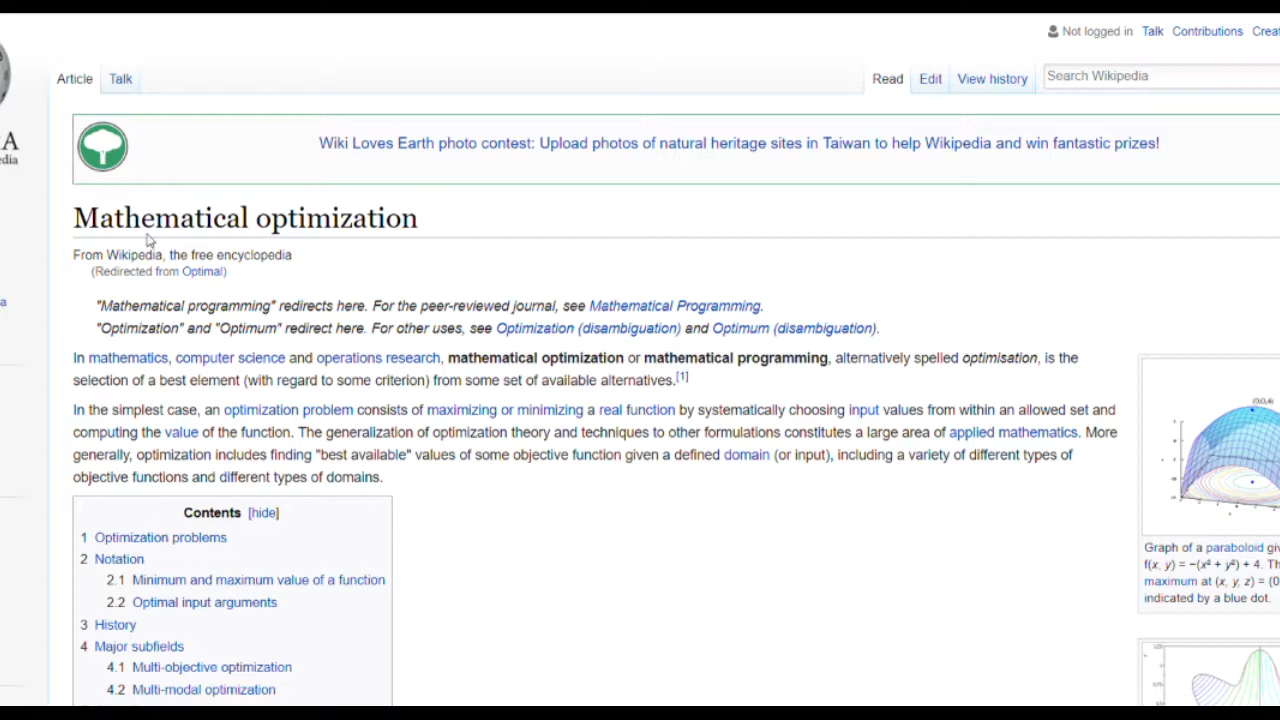 Not logged in Talk Contributions
Article Talk Read Edit View history Search Wikipedia
Wiki Loves Earth photo contest: Upload photos of natural heritage sites in Taiwan to help Wikipedia and win fantastic prizes!
Mathematical optimization
From Wikipedia, the free encyclopedia
(Redirected from Optimal)
"Mathematical programming" redirects here. For the peer-reviewed journal, see Mathematical Programming.
"Optimization" and "Optimum" redirect here. For other uses, see Optimization (disambiguation) and Optimum (disambiguation).
In mathematics, computer science and operations research, mathematical optimization or mathematical programming, alternatively spelled optimisation, is the
selection of a best element (with regard to some criterion) from some set of available alternatives.[1]
In the simplest case, an optimization problem consists of maximizing or minimizing a real function by systematically choosing input values from within an allowed set and
computing the value of the function. The generalization of optimization theory and techniques to other formulations constitutes a large area of applied mathematics. More
generally, optimization includes finding "best available" values of some objective function given a defined domain (or input), including a variety of different types of
objective functions and different types of domains.
Contents [hide]
1 Optimization problems
2 Notation
2.1 Minimum and maximum value of a function
2.2 Optimal input arguments
3 History
4 Major subfields
4.1 Multi-objective optimization
4.2 Multi-modal optimization
(0,0,4)
Graph of a paraboloid
f(x, y) = −(x² + y²) + 4.
maximum at (x, y, z) = (0
indicated by a blue dot.